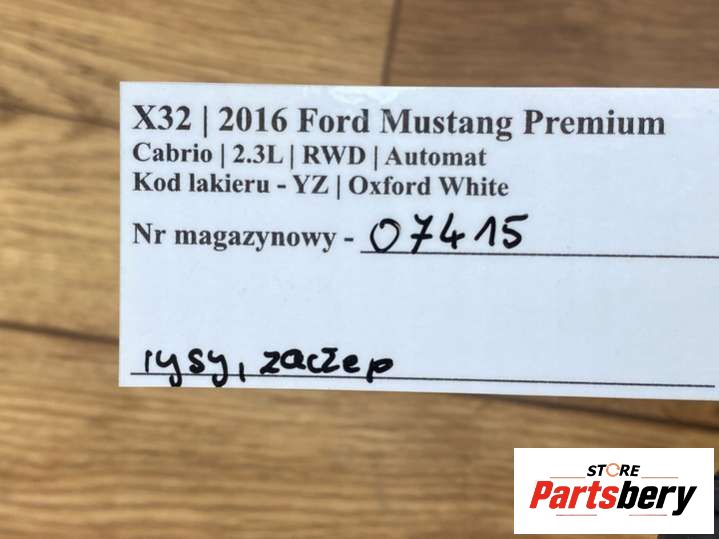 X32 | 2016 Ford Mustang Premium
Cabrio | 2.3L | RWD | Automat
Kod lakieru - YZ | Oxford White
Nr magazynowy - 07415
rysy, zaczep
STORE
Partsbery